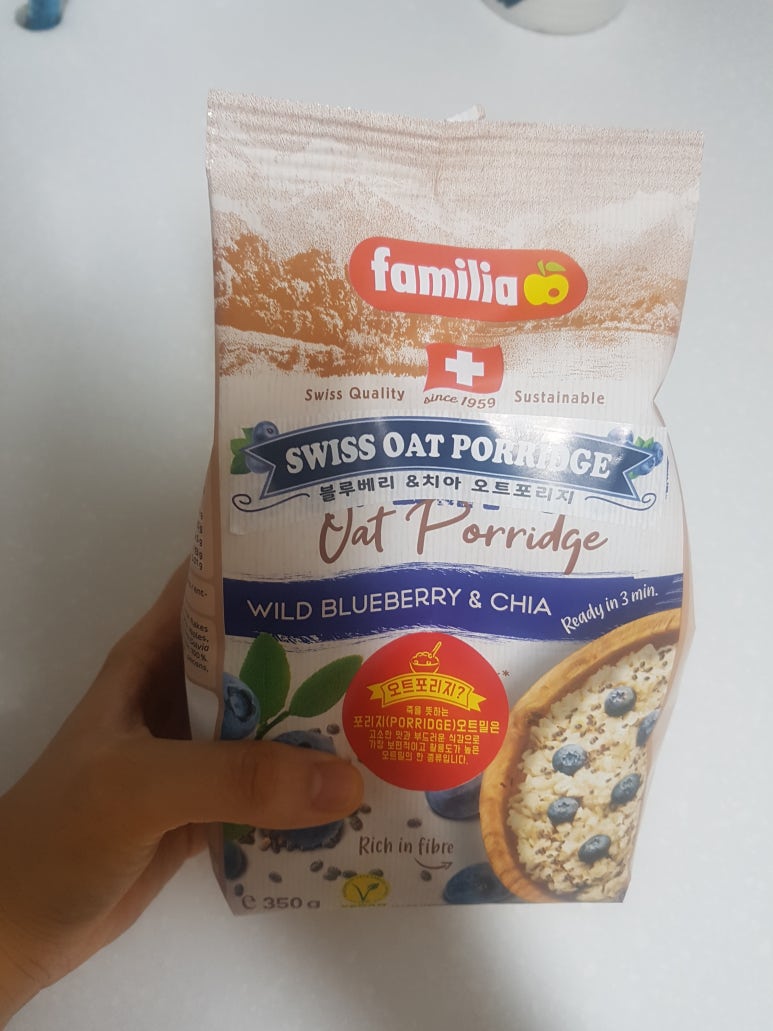 familia
Swiss Quality
since 1959
Sustainable
SWISS OAT PORRIDGE
블루베리 &치아 오트포리지
Oat Porridge
WILD BLUEBERRY & CHIA
Ready in 3 min.
오트포리지?
죽을 뜻하는
포리지(PORRIDGE)오트밀은
고소한 맛과 부드러운 식감으로
가장 보편적이고 활용도가 높은
오트밀의 한 종류입니다.
Rich in fibre
e 350 g
VEGAN